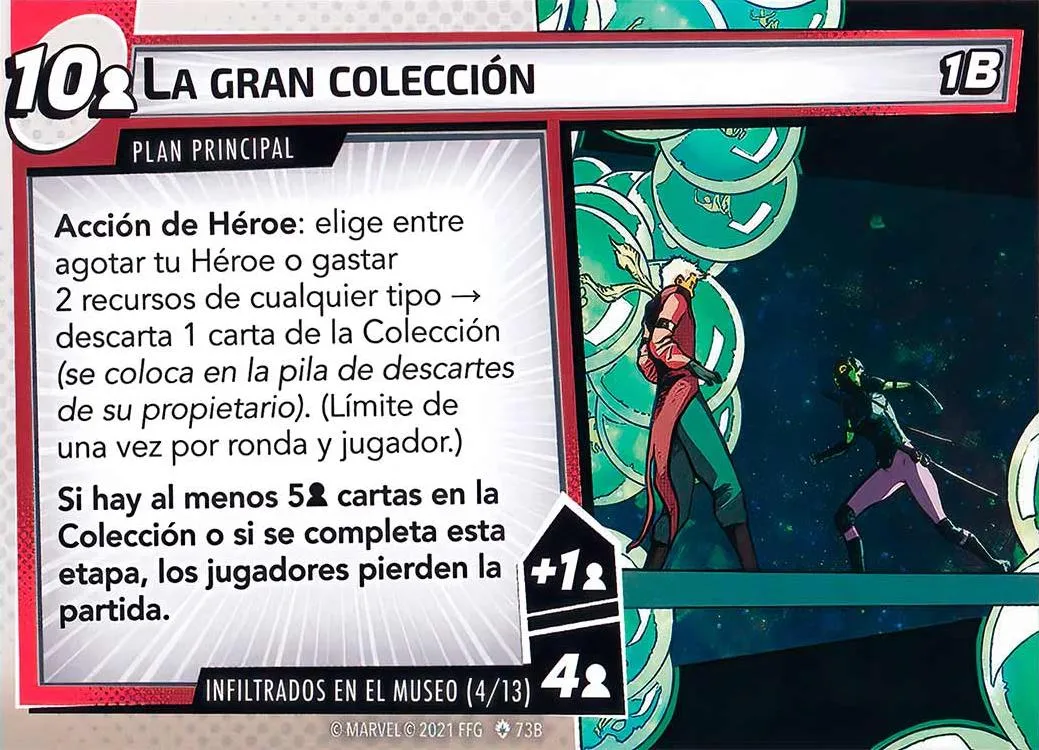 10 LA GRAN COLECCIÓN 1B
PLAN PRINCIPAL
Acción de Héroe: elige entre
agotar tu Héroe o gastar
2 recursos de cualquier tipo →
descarta 1 carta de la Colección
(se coloca en la pila de descartes
de su propietario). (Límite de
una vez por ronda y jugador.)
Si hay al menos 5 cartas en la
Colección o si se completa esta
etapa, los jugadores pierden la
partida.
+1
4
INFILTRADOS EN EL MUSEO (4/13)
© MARVEL © 2021 FFG 73B